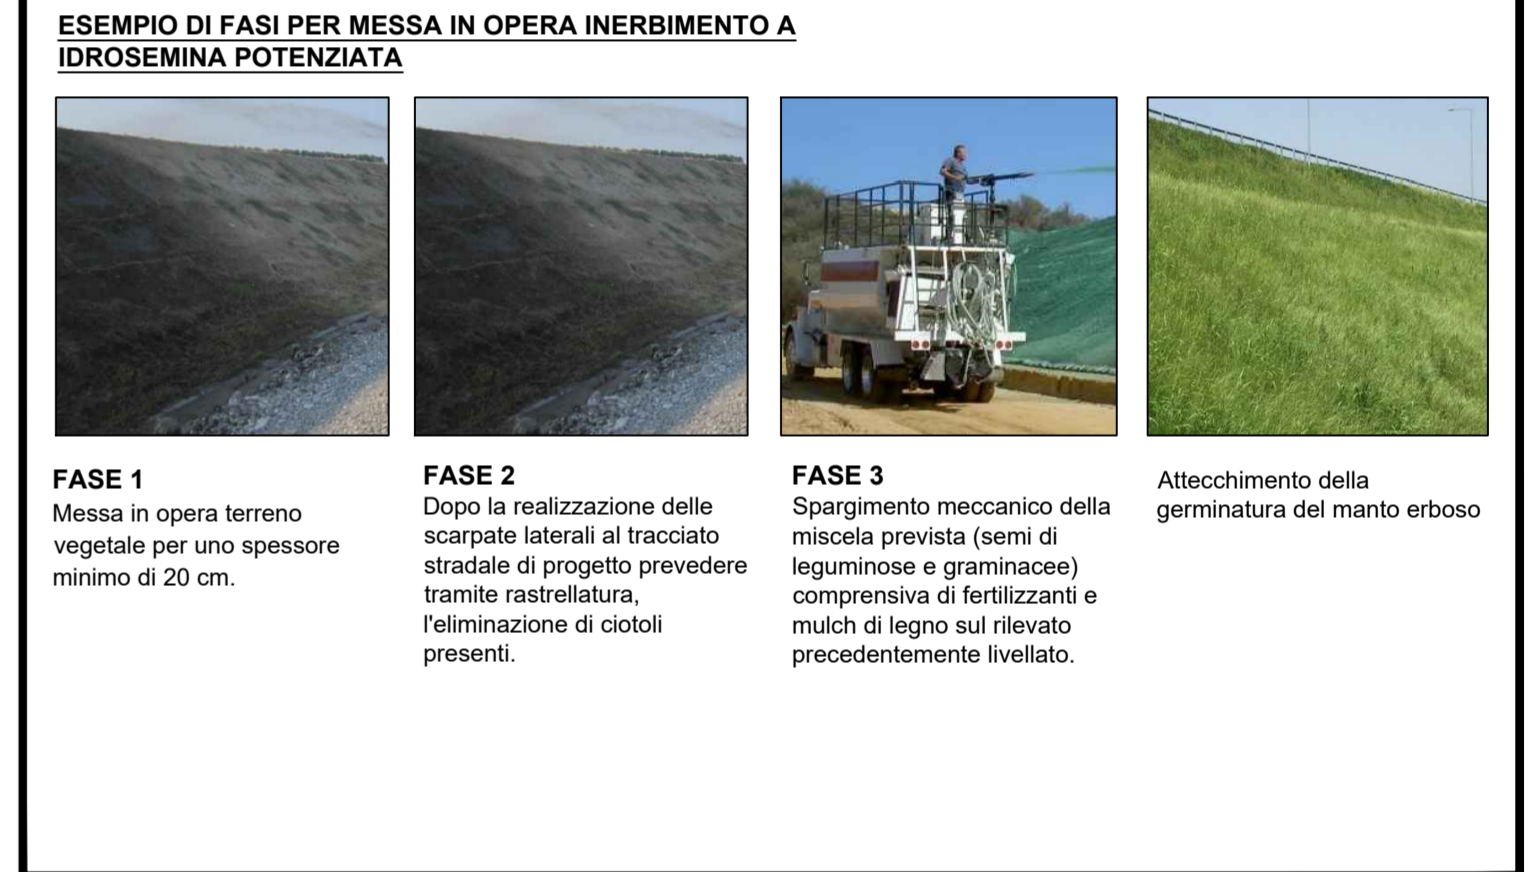 ESEMPIO DI FASI PER MESSA IN OPERA INERBIMENTO A
IDROSEMINA POTENZIATA
FASE 1
Messa in opera terreno
vegetale per uno spessore
minimo di 20 cm.
FASE 2
Dopo la realizzazione delle
scarpate laterali al tracciato
stradale di progetto prevedere
tramite rastrellatura,
l'eliminazione di ciotoli
presenti.
FASE 3
Spargimento meccanico della
miscela prevista (semi di
leguminose e graminacee)
comprensiva di fertilizzanti e
mulch di legno sul rilevato
precedentemente livellato.
Attecchimento della
germinatura del manto erboso